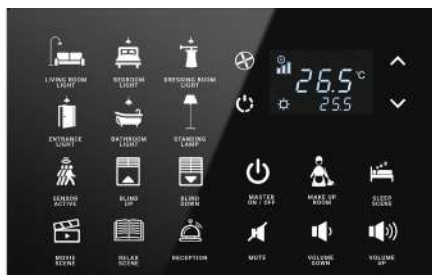 26.5°C
25.5
LIVING ROOM
LIGHT
BEDROOM
LIGHT
DRESSING ROOM
LIGHT
ENTRANCE
LIGHT
BATHROOM
LIGHT
STANDING
LAMP
SENSOR
ACTIVE
BLIND
UP
BLIND
DOWN
MASTER
ON / OFF
MAKE UP
ROOM
SLEEP
SCENE
MOVIE
SCENE
RELAX
SCENE
RECEPTION
MUTE
VOLUME
DOWN
VOLUME
UP